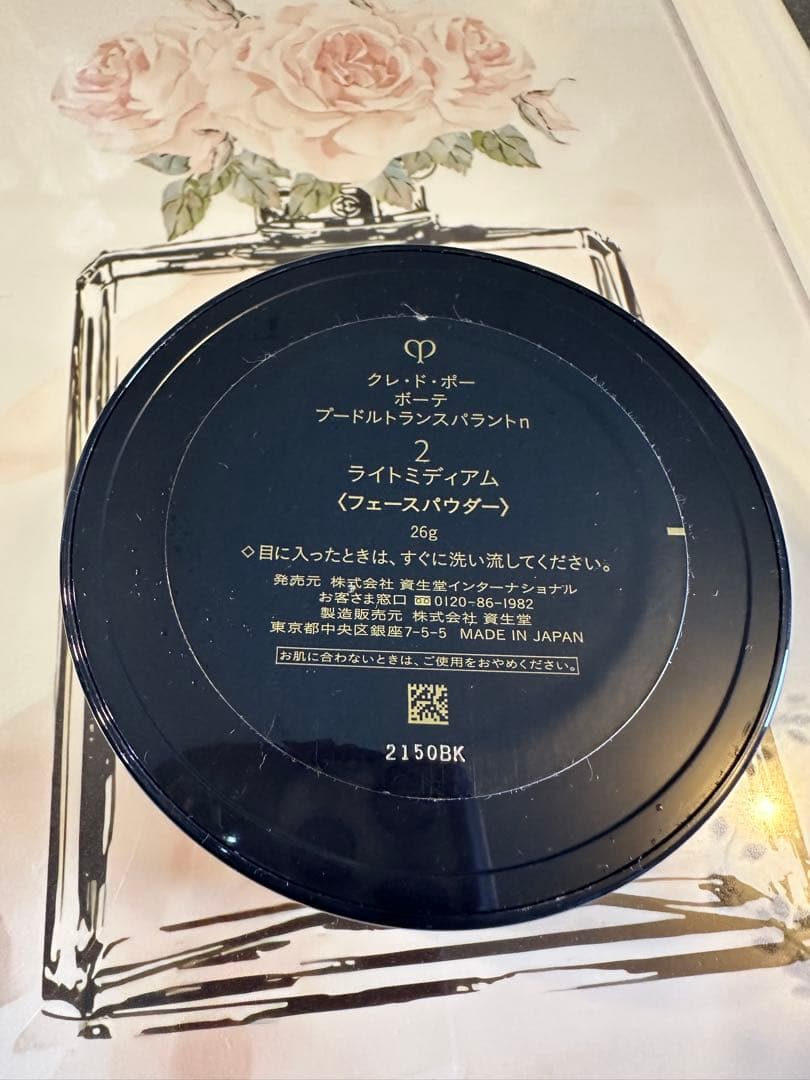 クレ・ド・ポー
ボーテ
プードルトランスパラントn
2
ライトミディアム
〈フェースパウダー〉
26g
◇目に入ったときは、すぐに洗い流してください。
発売元 株式会社 資生堂インターナショナル
お客さま窓口 0120-86-1982
製造販売元 株式会社 資生堂
東京都中央区銀座7-5-5 MADE IN JAPAN
お肌に合わないときは、ご使用をおやめください。
2150BK